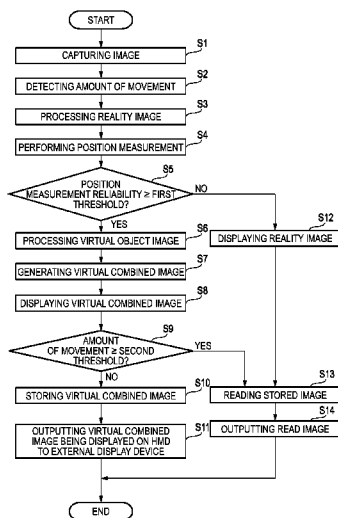 START
S1
CAPTURING IMAGE
S2
DETECTING AMOUNT OF MOVEMENT
S3
PROCESSING REALITY IMAGE
S4
PERFORMING POSITION MEASUREMENT
S5
POSITION
MEASUREMENT RELIABILITY ≥ FIRST
THRESHOLD?
NO
YES
S6
PROCESSING VIRTUAL OBJECT IMAGE
S12
DISPLAYING REALITY IMAGE
S7
GENERATING VIRTUAL COMBINED IMAGE
S8
DISPLAYING VIRTUAL COMBINED IMAGE
S9
AMOUNT
OF MOVEMENT ≥ SECOND
THRESHOLD?
YES
NO
S10
STORING VIRTUAL COMBINED IMAGE
S13
READING STORED IMAGE
S11
OUTPUTTING VIRTUAL COMBINED
IMAGE BEING DISPLAYED ON HMD
TO EXTERNAL DISPLAY DEVICE
S14
OUTPUTTING READ IMAGE
END